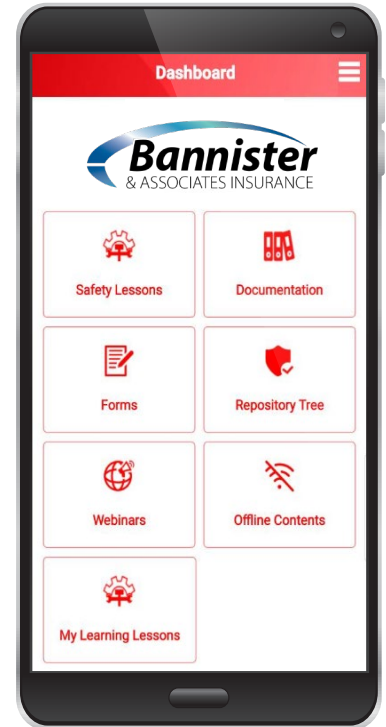 Dashboard
Bannister
& ASSOCIATES INSURANCE
Safety Lessons
Documentation
Forms
Repository Tree
Webinars
Offline Contents
My Learning Lessons